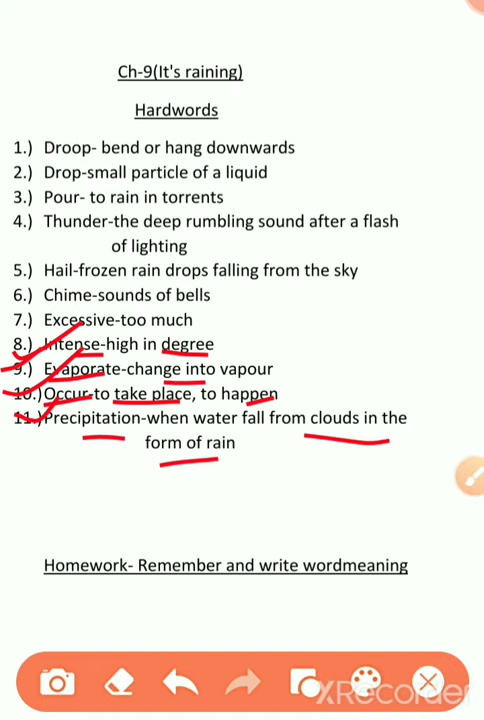 Ch-9(It's raining)
Hardwords
1.) Droop- bend or hang downwards
2.) Drop-small particle of a liquid
3.) Pour- to rain in torrents
4.) Thunder-the deep rumbling sound after a flash
of lighting
5.) Hail-frozen rain drops falling from the sky
6.) Chime-sounds of bells
7.) Excessive-too much
8.) Intense-high in degree
9.) Evaporate-change into vapour
10.)Occur-to take place, to happen
11.)Precipitation-when water fall from clouds in the
form of rain
Homework- Remember and write wordmeaning
XRecorder